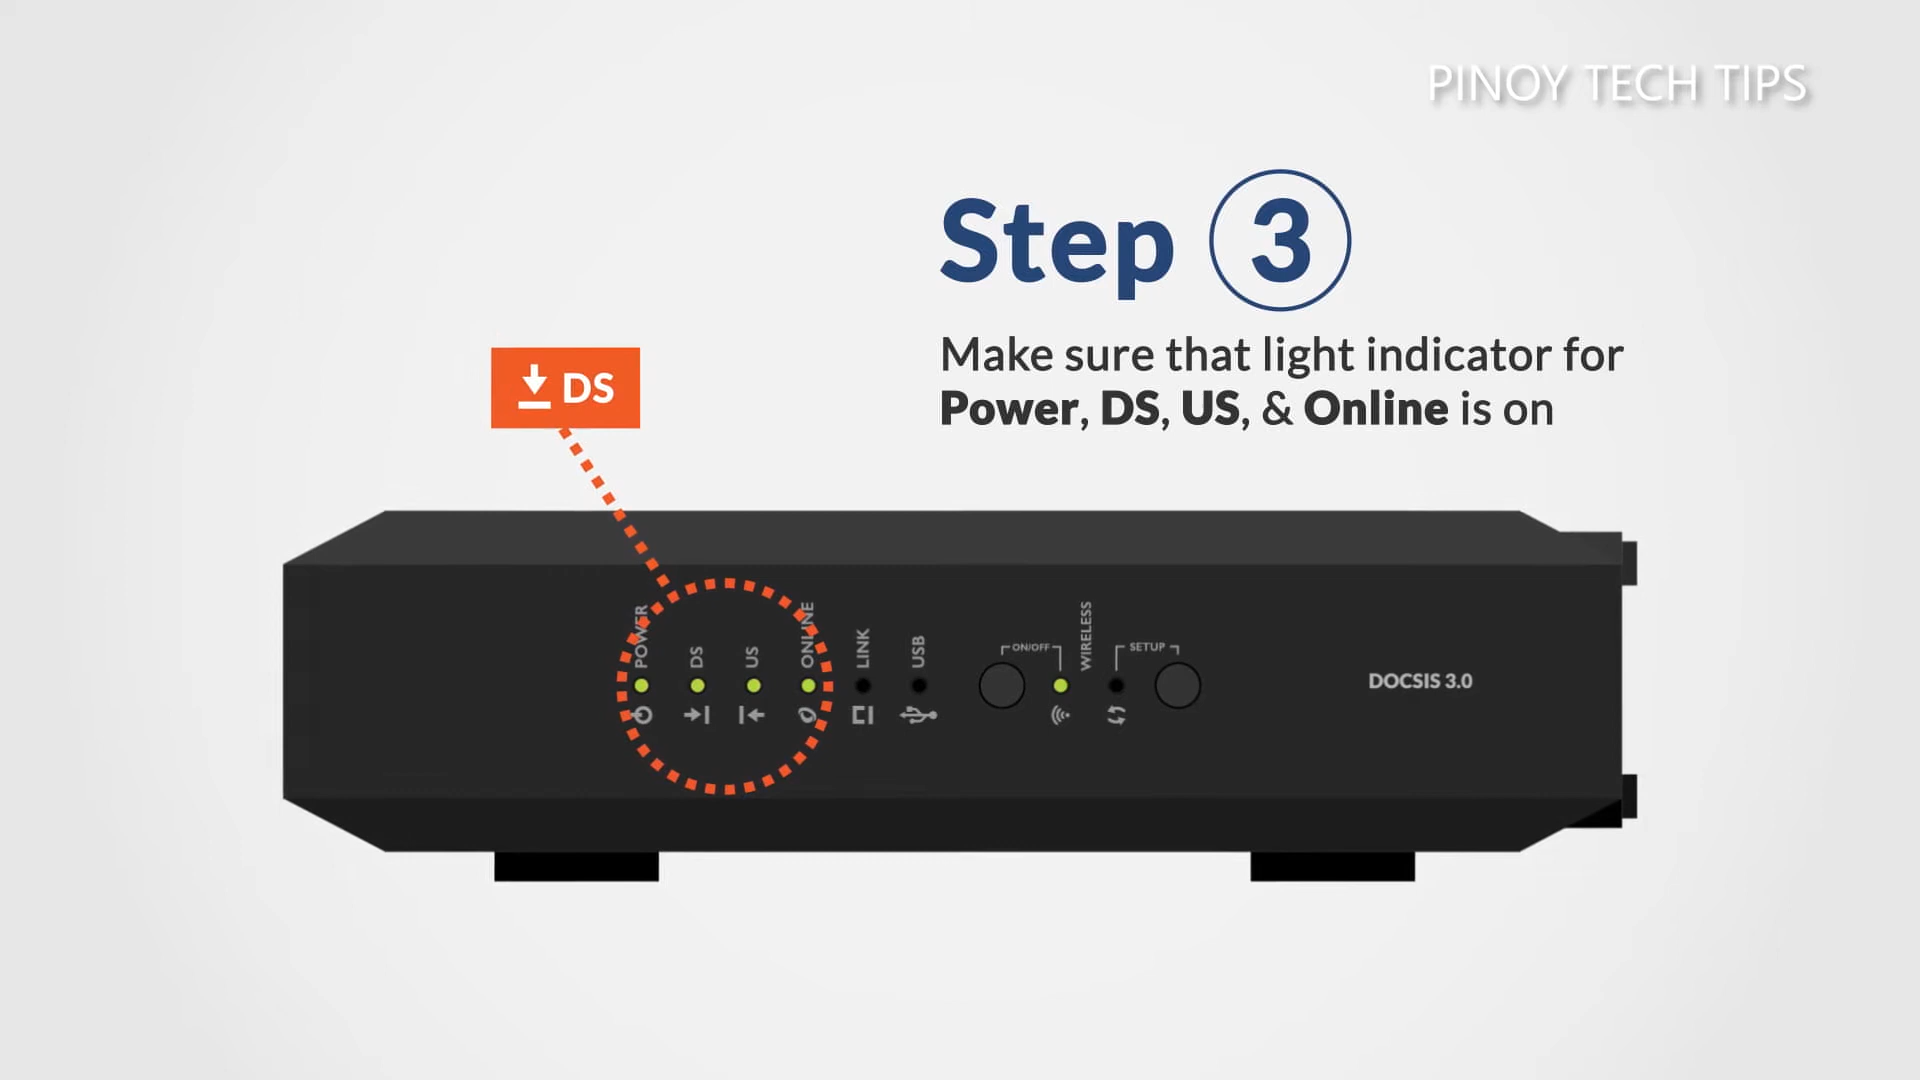 PINOY TECH TIPS
Step 3
Make sure that light indicator for
Power, DS, US, & Online is on
DS
POWER
DS
US
ONLINE
LINK
USB
ON/OFF
WIRELESS
SETUP
DOCSIS 3.0